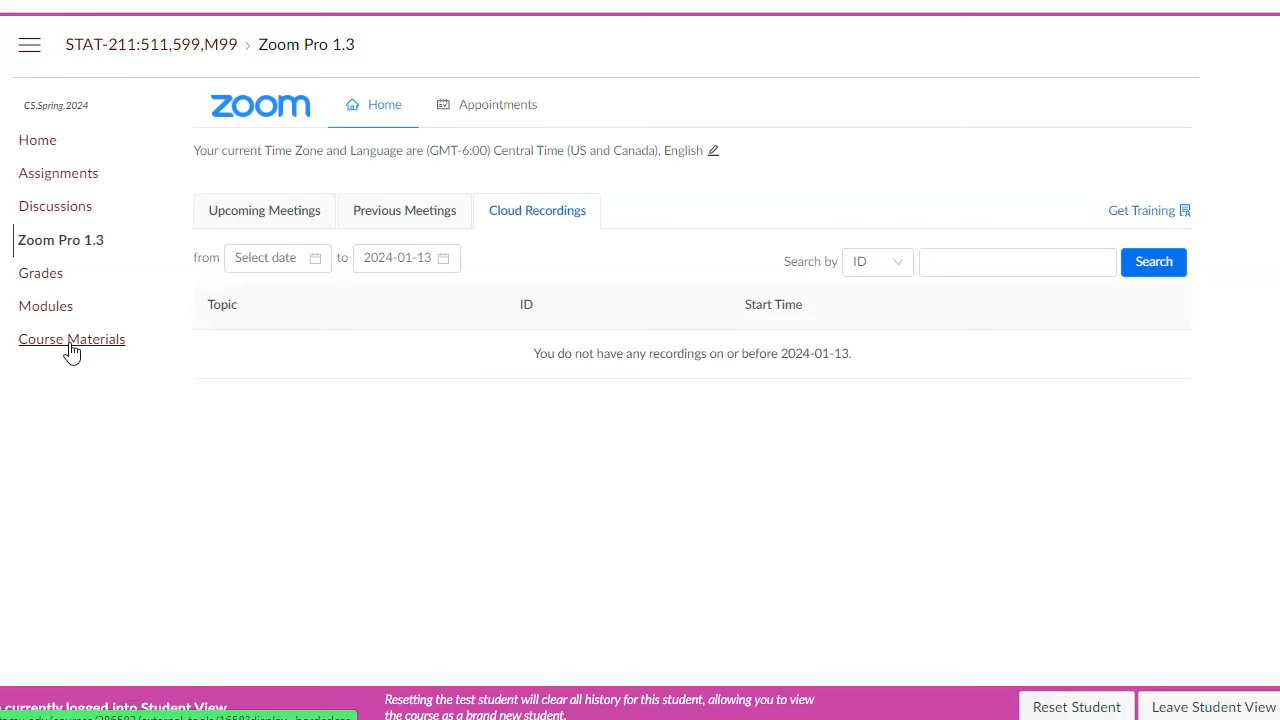 STAT-211:511,599,M99 › Zoom Pro 1.3
CS.Spring.2024
Home
Assignments
Discussions
Zoom Pro 1.3
Grades
Modules
Course Materials
zoom Home Appointments
Your current Time Zone and Language are (GMT-6:00) Central Time (US and Canada), English
Upcoming Meetings Previous Meetings Cloud Recordings Get Training
from Select date to 2024-01-13 Search by ID Search
Topic ID Start Time
You do not have any recordings on or before 2024-01-13.
currently logged into Student View
Resetting the test student will clear all history for this student, allowing you to view
the course as a brand new student.
Reset Student Leave Student View